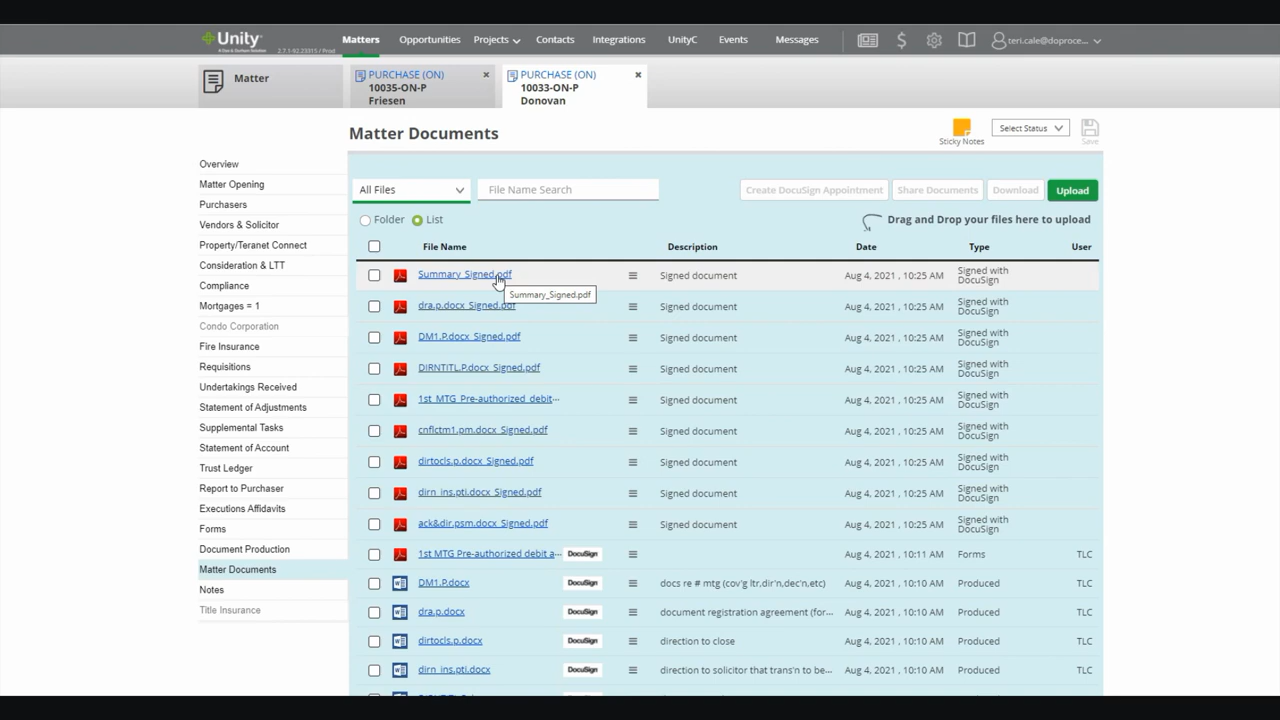 Unity
A Dye & Durham Solution
2.7.1-92.23315 / Prod
Matters
Opportunities
Projects
Contacts
Integrations
UnityC
Events
Messages
teri.cale@doproce...
Matter
PURCHASE (ON)
10035-ON-P
Friesen
PURCHASE (ON)
10033-ON-P
Donovan
Matter Documents
Sticky Notes
Select Status
Save
Overview
Matter Opening
Purchasers
Vendors & Solicitor
Property/Teranet Connect
Consideration & LTT
Compliance
Mortgages = 1
Condo Corporation
Fire Insurance
Requisitions
Undertakings Received
Statement of Adjustments
Supplemental Tasks
Statement of Account
Trust Ledger
Report to Purchaser
Executions Affidavits
Forms
Document Production
Matter Documents
Notes
Title Insurance
All Files
File Name Search
Create DocuSign Appointment
Share Documents
Download
Upload
Folder
List
Drag and Drop your files here to upload
File Name Description Date Type User
Summary_Signed.pdf Signed document Aug 4, 2021 , 10:25 AM Signed with DocuSign
Summary_Signed.pdf
dra.p.docx_Signed.pdf Signed document Aug 4, 2021 , 10:25 AM Signed with DocuSign
DM1.P.docx_Signed.pdf Signed document Aug 4, 2021 , 10:25 AM Signed with DocuSign
DIRNTITL.P.docx_Signed.pdf Signed document Aug 4, 2021 , 10:25 AM Signed with DocuSign
1st_MTG_Pre-authorized_debit... Signed document Aug 4, 2021 , 10:25 AM Signed with DocuSign
cnflctm1.pm.docx_Signed.pdf Signed document Aug 4, 2021 , 10:25 AM Signed with DocuSign
dirtocls.p.docx_Signed.pdf Signed document Aug 4, 2021 , 10:25 AM Signed with DocuSign
dirn_ins.pti.docx_Signed.pdf Signed document Aug 4, 2021 , 10:25 AM Signed with DocuSign
ack&dir.psm.docx_Signed.pdf Signed document Aug 4, 2021 , 10:25 AM Signed with DocuSign
1st MTG Pre-authorized debit a... DocuSign Aug 4, 2021 , 10:11 AM Forms TLC
DM1.P.docx DocuSign docs re # mtg (cov'g ltr,dir'n,dec'n,etc) Aug 4, 2021 , 10:10 AM Produced TLC
dra.p.docx DocuSign document registration agreement (for... Aug 4, 2021 , 10:10 AM Produced TLC
dirtocls.p.docx DocuSign direction to close Aug 4, 2021 , 10:10 AM Produced TLC
dirn_ins.pti.docx DocuSign direction to solicitor that trans'n to be... Aug 4, 2021 , 10:10 AM Produced TLC